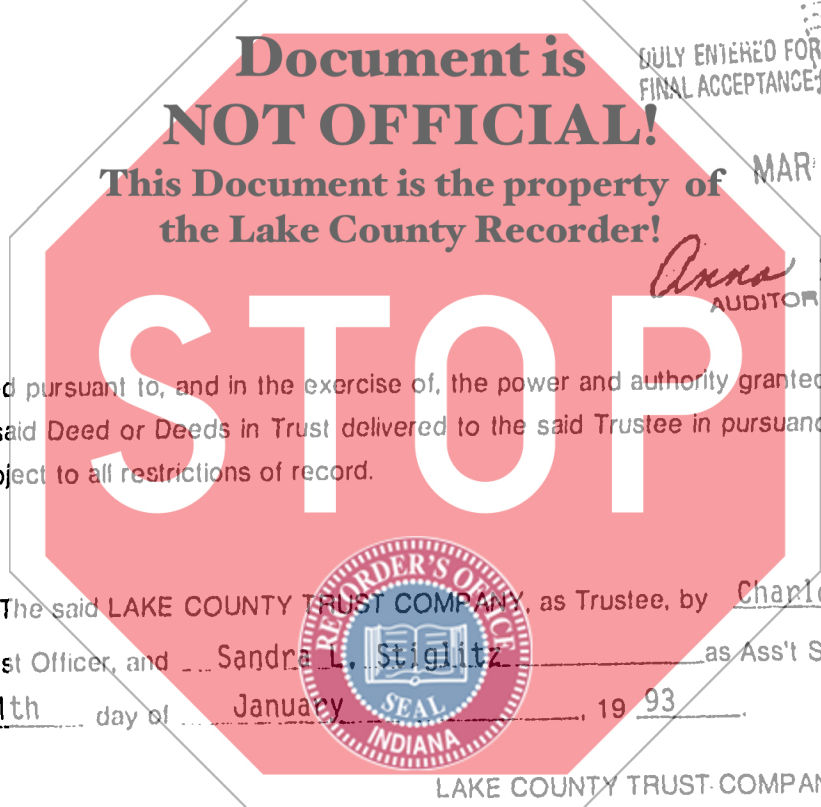 Document is
NOT OFFICIAL!
This Document is the property of
the Lake County Recorder!
DULY ENTERED FOR
FINAL ACCEPTANCE
MAR
Anna
AUDITOR
STOP
d pursuant to, and in the exercise of, the power and authority granted
said Deed or Deeds in Trust delivered to the said Trustee in pursuanc
ject to all restrictions of record.
The said LAKE COUNTY TRUST COMPANY, as Trustee, by Charl
st Officer, and Sandra L. Stiglitz as Ass't S
th day of January, 19 93.
RECORDER'S OFFICE
SEAL
INDIANA
LAKE COUNTY TRUST COMPAN